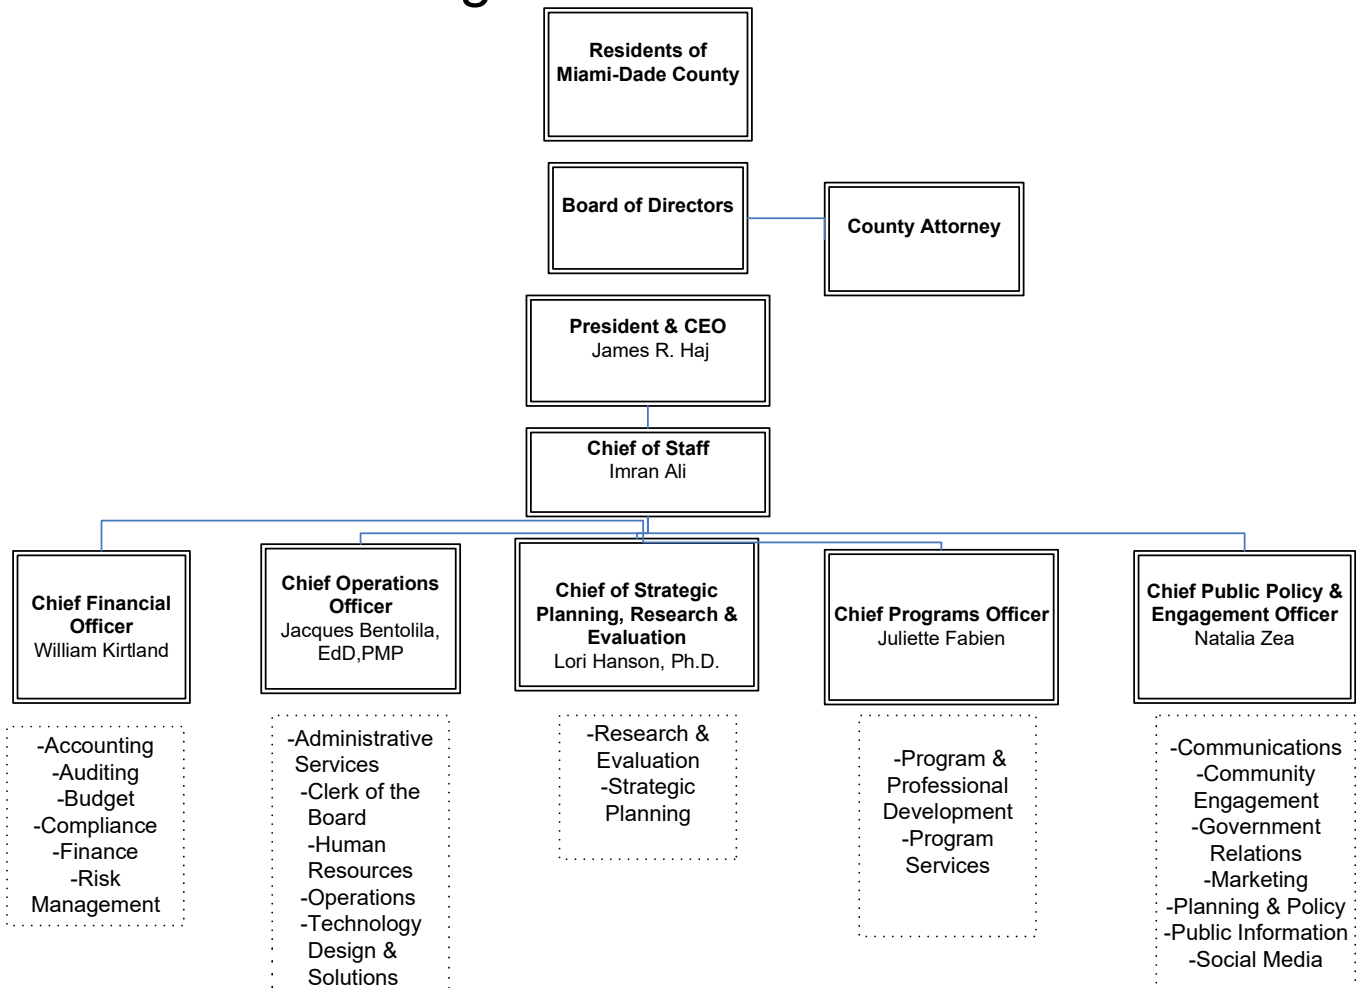 Residents of
Miami-Dade County
Board of Directors
County Attorney
President & CEO
James R. Haj
Chief of Staff
Imran Ali
Chief Financial
Officer
William Kirtland
Chief Operations
Officer
Jacques Bentolila,
EdD,PMP
Chief of Strategic
Planning, Research &
Evaluation
Lori Hanson, Ph.D.
Chief Programs Officer
Juliette Fabien
Chief Public Policy &
Engagement Officer
Natalia Zea
-Accounting
-Auditing
-Budget
-Compliance
-Finance
-Risk
Management
-Administrative
Services
-Clerk of the
Board
-Human
Resources
-Operations
-Technology
Design &
Solutions
-Research &
Evaluation
-Strategic
Planning
-Program &
Professional
Development
-Program
Services
-Communications
-Community
Engagement
-Government
Relations
-Marketing
-Planning & Policy
-Public Information
-Social Media